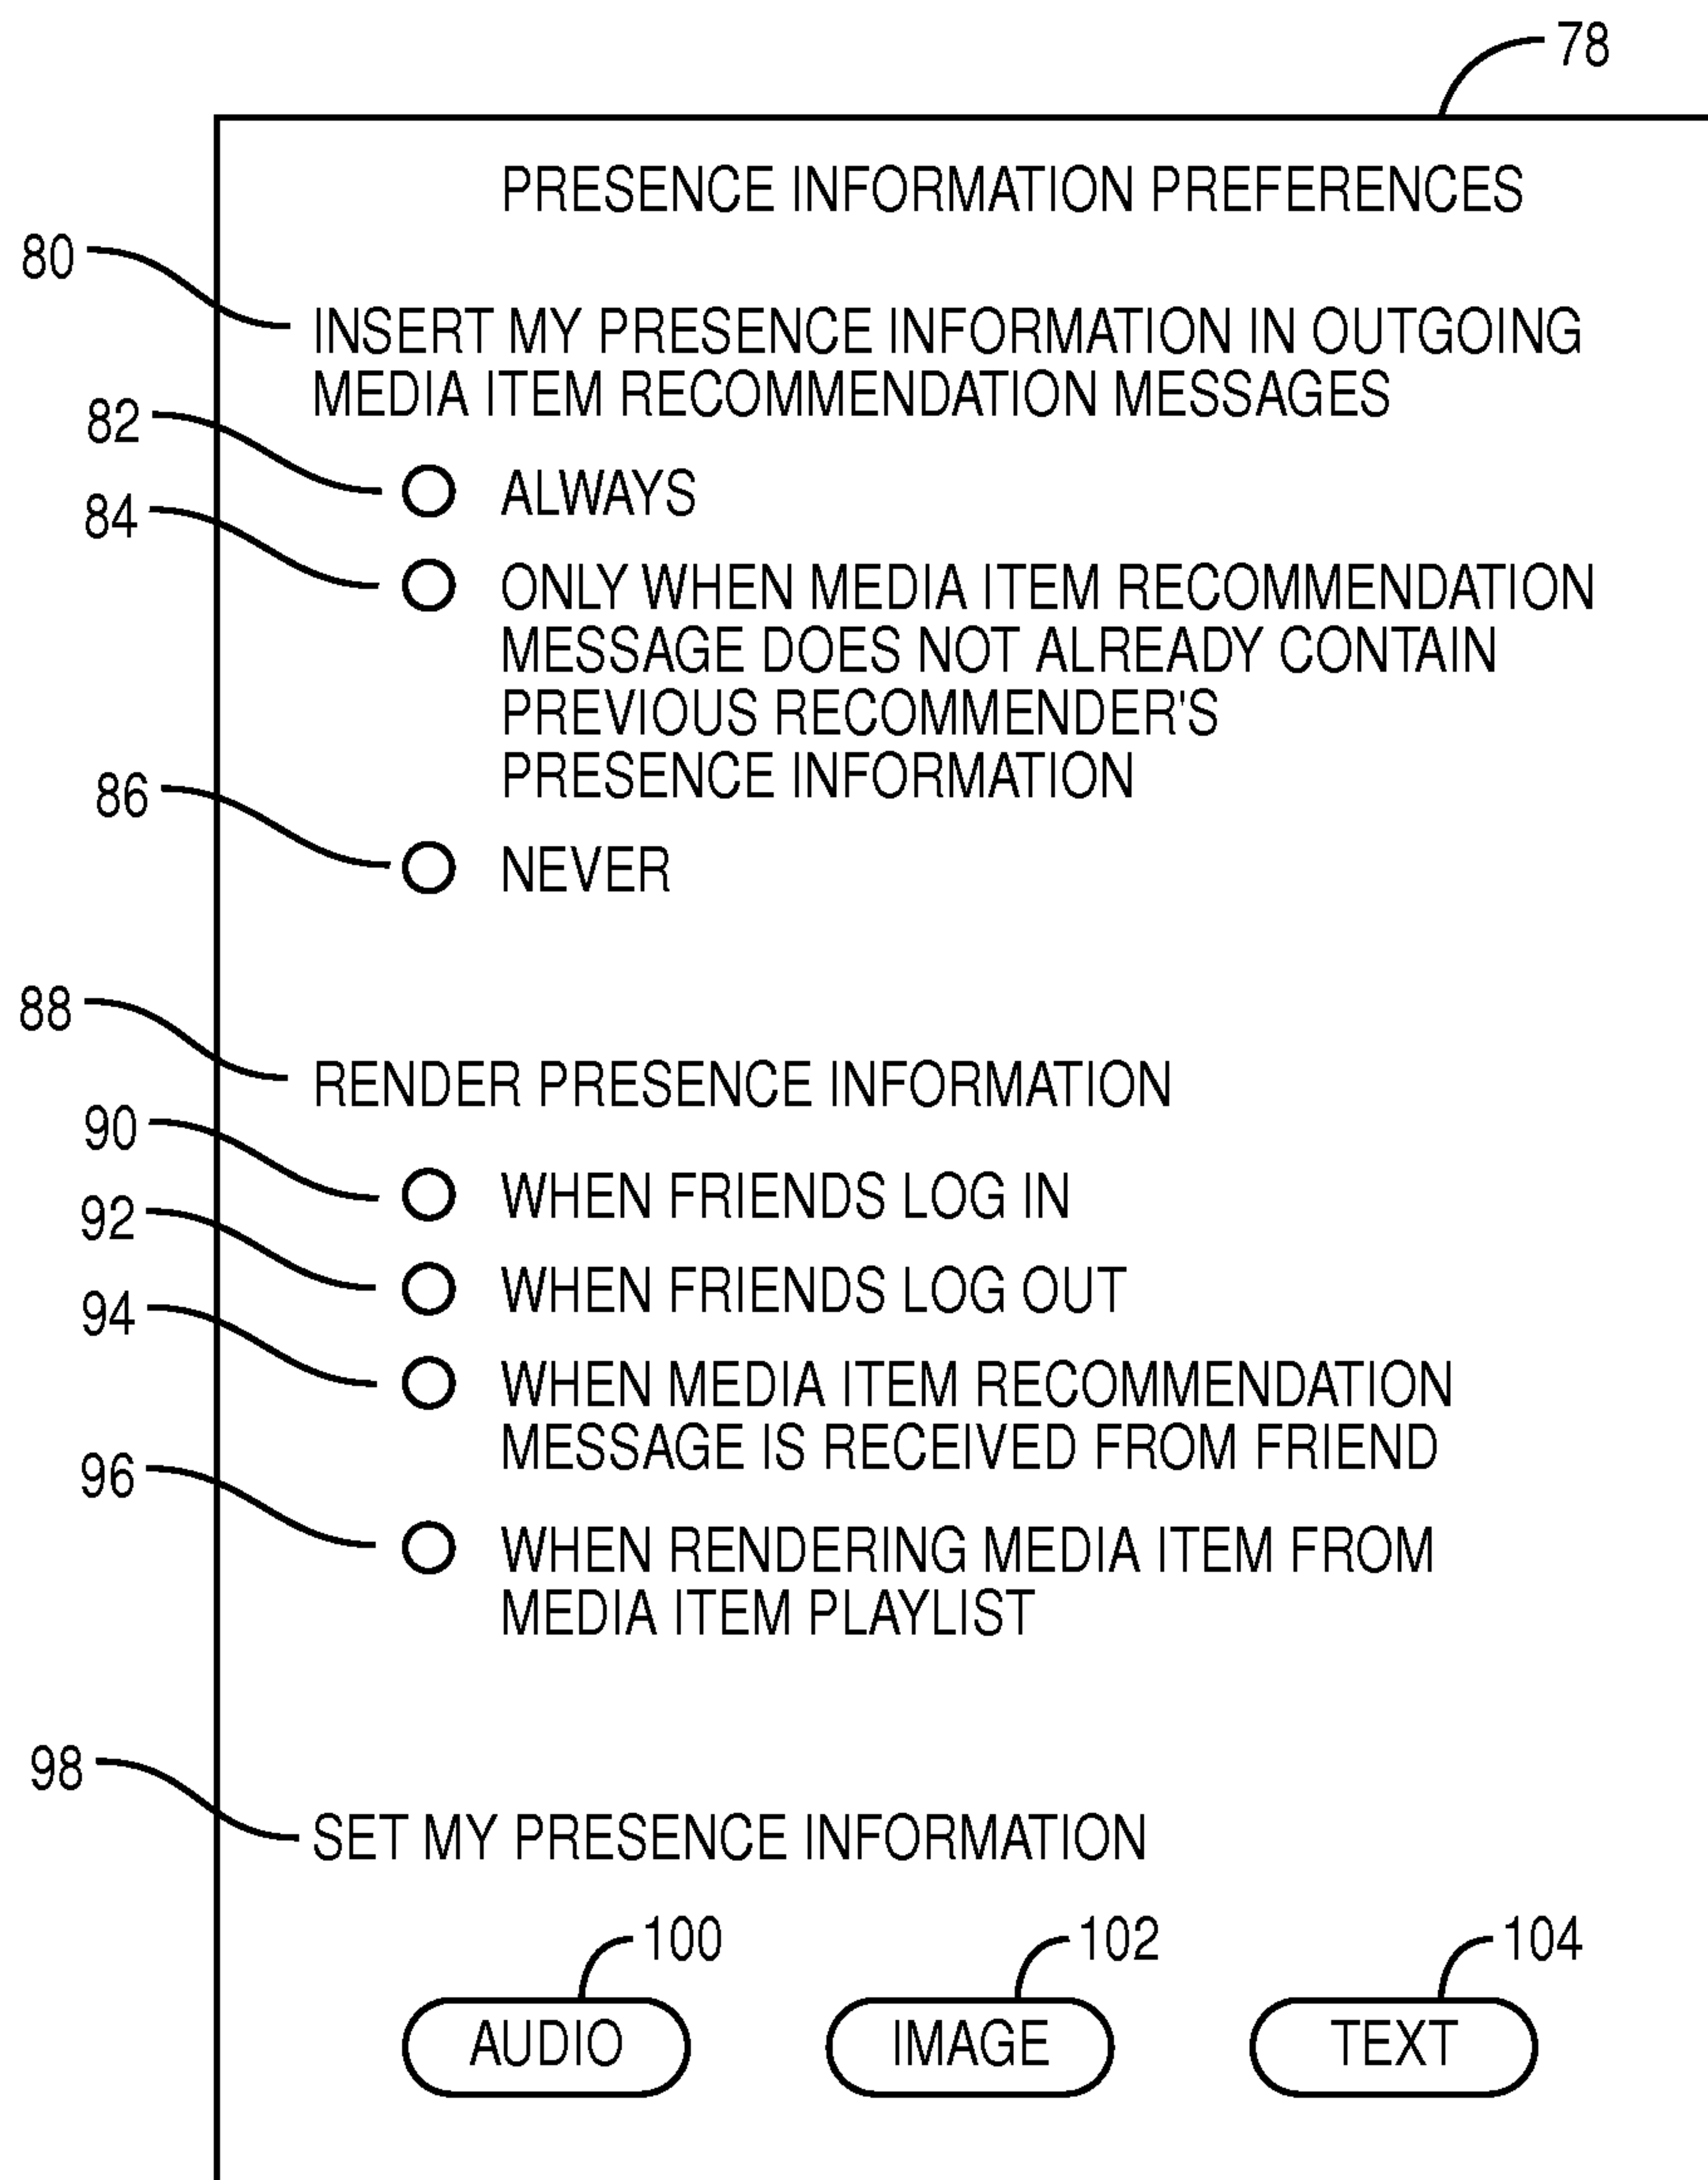 78
PRESENCE INFORMATION PREFERENCES
80
INSERT MY PRESENCE INFORMATION IN OUTGOING
MEDIA ITEM RECOMMENDATION MESSAGES
82
ALWAYS
84
ONLY WHEN MEDIA ITEM RECOMMENDATION
MESSAGE DOES NOT ALREADY CONTAIN
PREVIOUS RECOMMENDER'S
PRESENCE INFORMATION
86
NEVER
88
RENDER PRESENCE INFORMATION
90
WHEN FRIENDS LOG IN
92
WHEN FRIENDS LOG OUT
94
WHEN MEDIA ITEM RECOMMENDATION
MESSAGE IS RECEIVED FROM FRIEND
96
WHEN RENDERING MEDIA ITEM FROM
MEDIA ITEM PLAYLIST
98
SET MY PRESENCE INFORMATION
100 102 104
AUDIO IMAGE TEXT